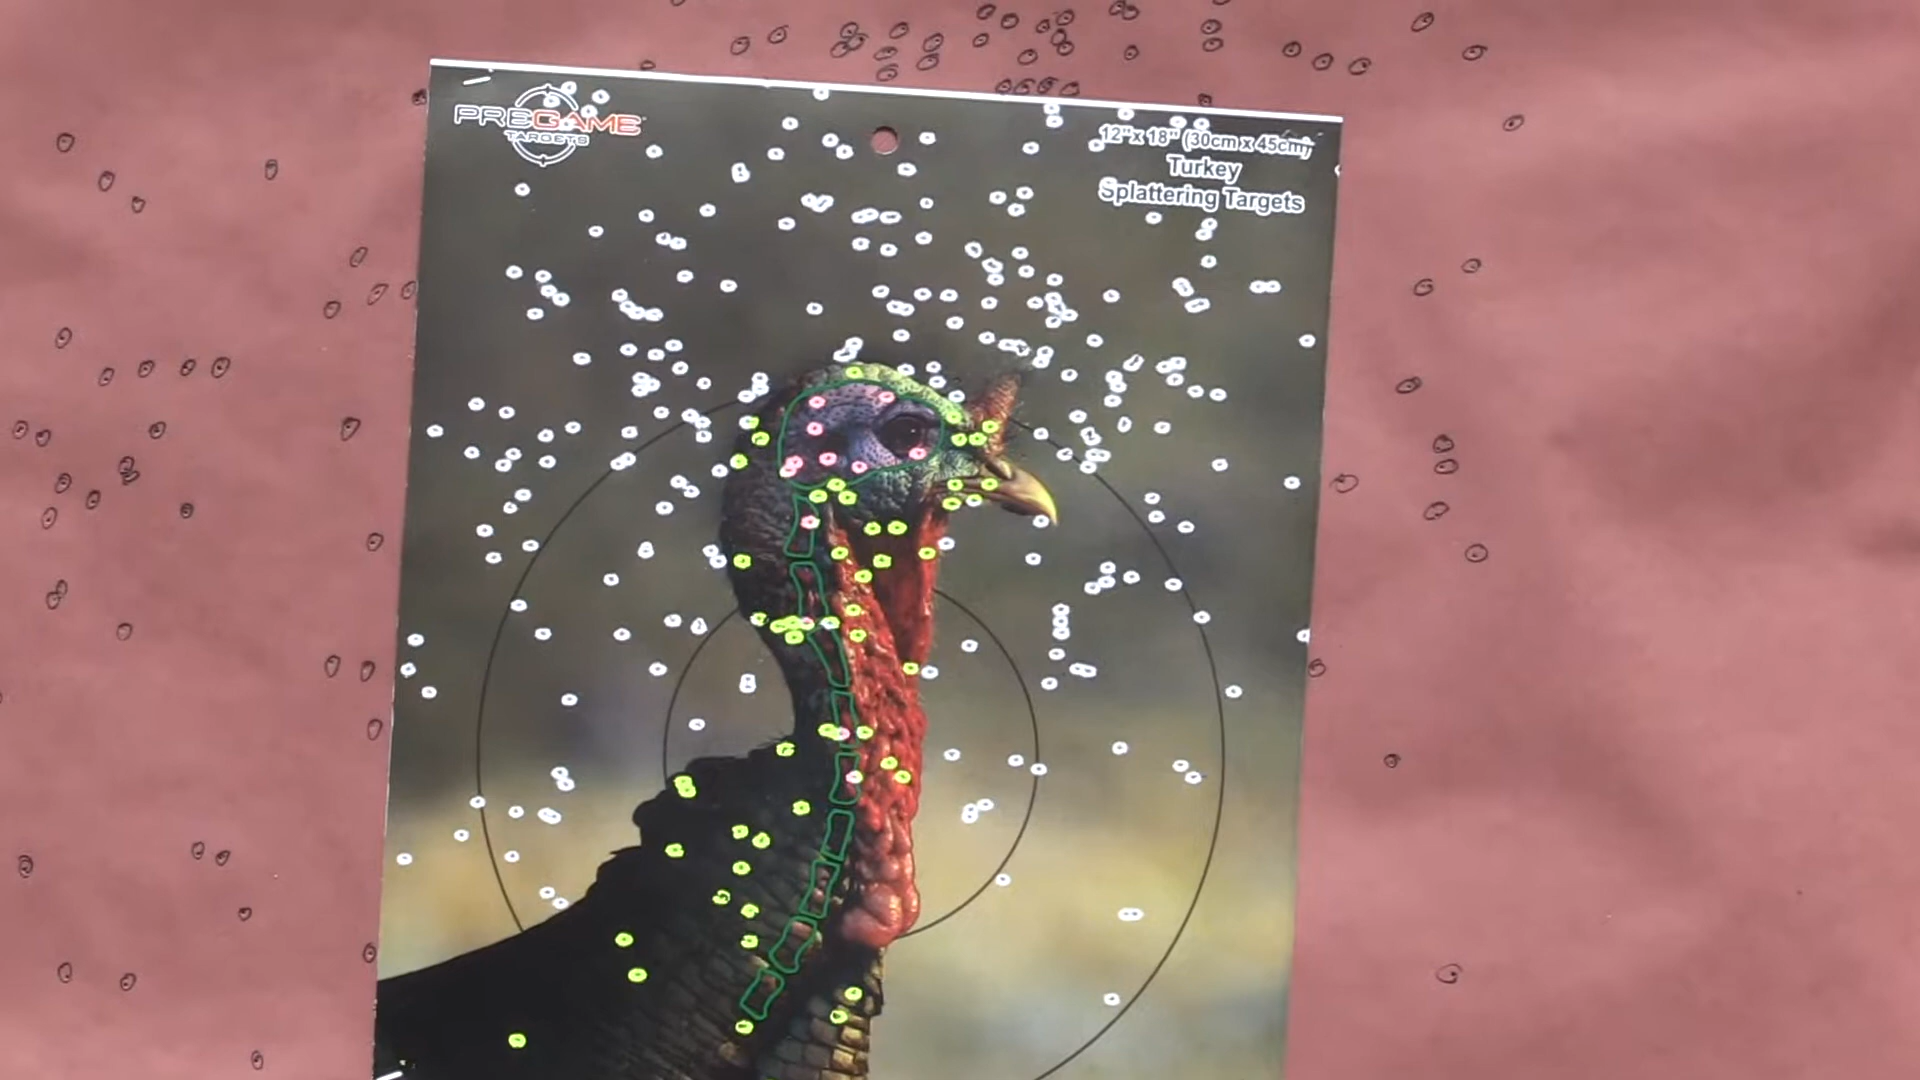 PREGAME
TARGETS
12"x 18" (30cm x 45cm)
Turkey
Splattering Targets